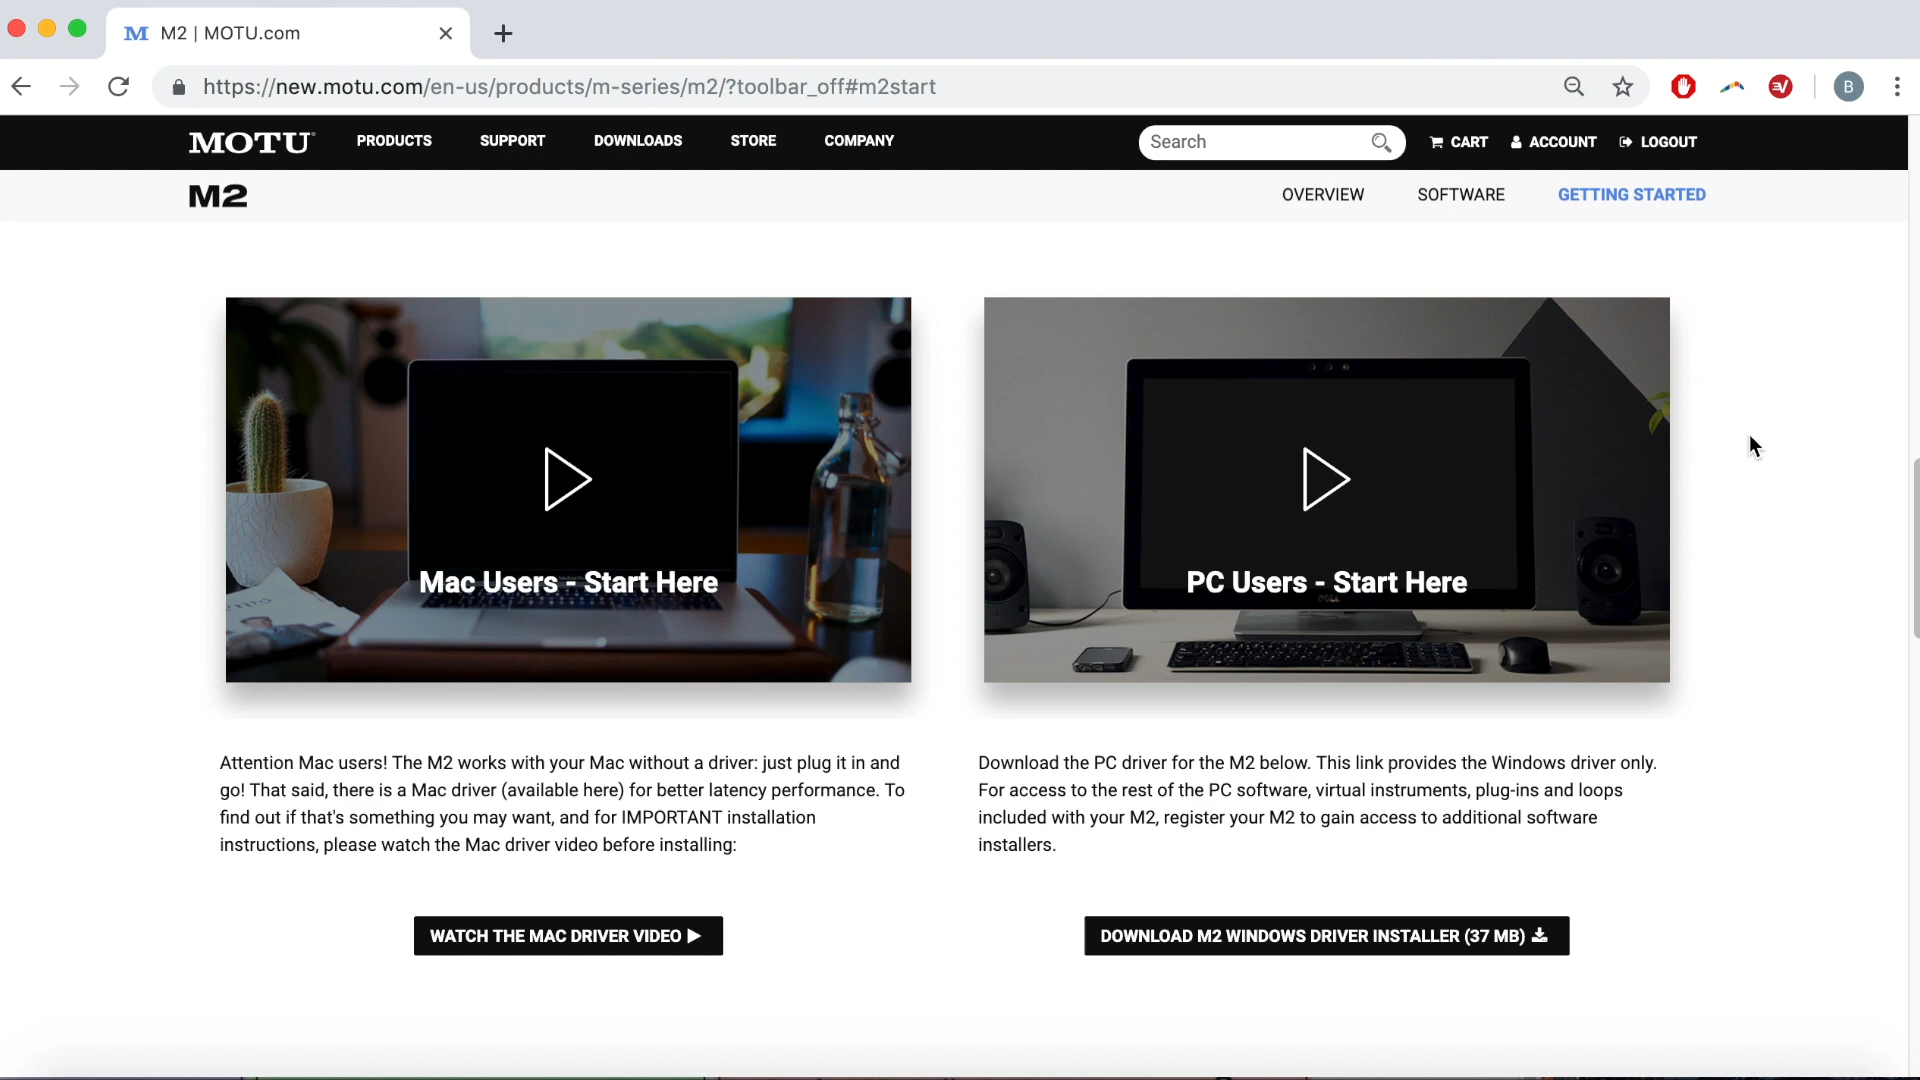 M M2 | MOTU.com
https://new.motu.com/en-us/products/m-series/m2/?toolbar_off#m2start
B
MOTU PRODUCTS SUPPORT DOWNLOADS STORE COMPANY Search CART ACCOUNT LOGOUT
M2 OVERVIEW SOFTWARE GETTING STARTED
Mac Users - Start Here
PC Users - Start Here
Attention Mac users! The M2 works with your Mac without a driver: just plug it in and
go! That said, there is a Mac driver (available here) for better latency performance. To
find out if that's something you may want, and for IMPORTANT installation
instructions, please watch the Mac driver video before installing:
WATCH THE MAC DRIVER VIDEO
Download the PC driver for the M2 below. This link provides the Windows driver only.
For access to the rest of the PC software, virtual instruments, plug-ins and loops
included with your M2, register your M2 to gain access to additional software
installers.
DOWNLOAD M2 WINDOWS DRIVER INSTALLER (37 MB)